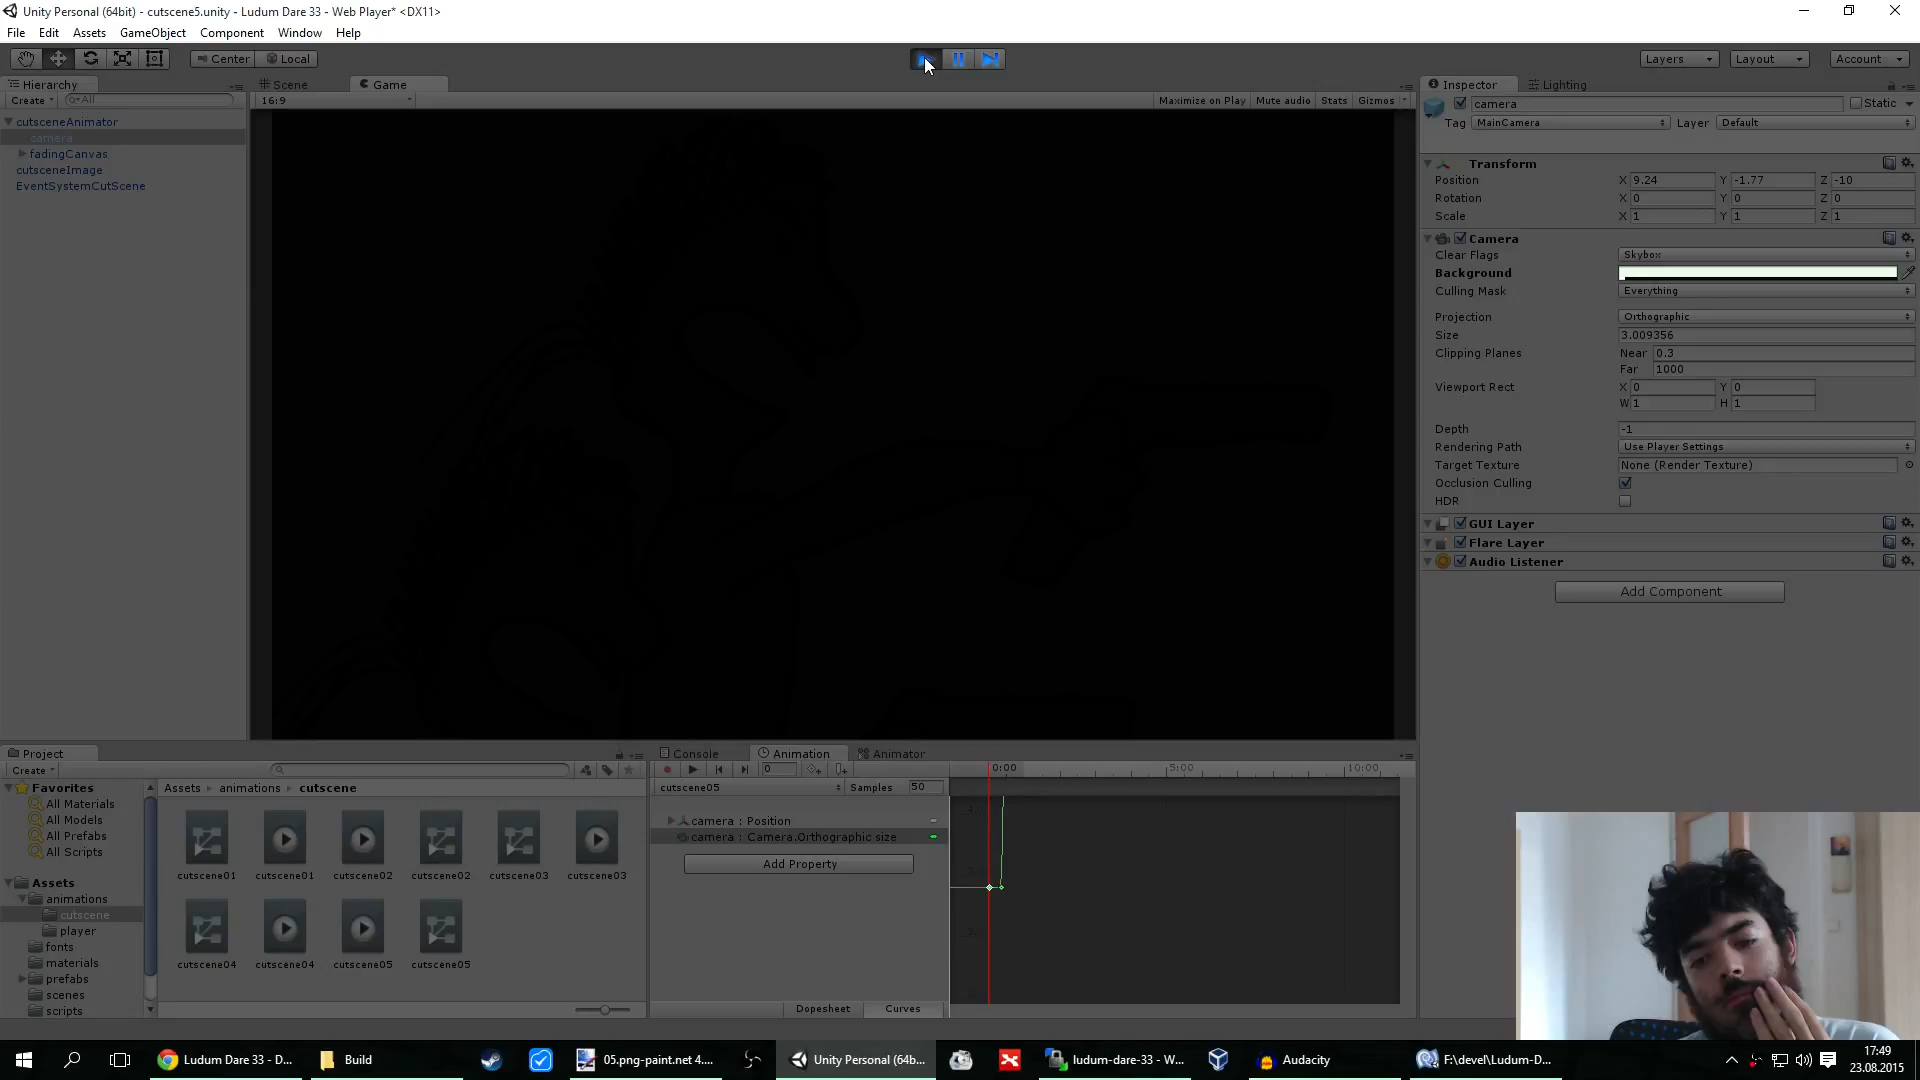 Unity Personal (64bit) - cutscene5.unity - Ludum Dare 33 - Web Player* <DX11>
File Edit Assets GameObject Component Window Help
Center Local
Layers Layout Account
Hierarchy
Scene Game
Inspector Lighting
Create All
16:9
Maximize on Play Mute audio Stats Gizmos
camera Static
Tag MainCamera Layer Default
cutsceneAnimator
camera
fadingCanvas
cutsceneImage
EventSystemCutScene
Transform
Position X 9.24 Y -1.77 Z -10
Rotation X 0 Y 0 Z 0
Scale X 1 Y 1 Z 1
Camera
Clear Flags Skybox
Background
Culling Mask Everything
Projection Orthographic
Size 3.009356
Clipping Planes Near 0.3
Far 1000
Viewport Rect X 0 Y 0
W 1 H 1
Depth -1
Rendering Path Use Player Settings
Target Texture None (Render Texture)
Occlusion Culling
HDR
GUI Layer
Flare Layer
Audio Listener
Add Component
Project
Create
Favorites
All Materials
All Models
All Prefabs
All Scripts
Assets
animations
cutscene
player
fonts
materials
prefabs
scenes
scripts
Assets animations cutscene
cutscene01 cutscene01 cutscene02 cutscene02 cutscene03 cutscene03
cutscene04 cutscene04 cutscene05 cutscene05
Console Animation Animator
0 0:00 5:00 10:00
cutscene05 Samples 50
camera : Position
camera : Camera.Orthographic size
Add Property
Dopesheet Curves
Ludum Dare 33 - D...
Build
05.png-paint.net 4....
Unity Personal (64b...
ludum-dare-33 - W...
Audacity
F:\devel\Ludum-D...
17:49
23.08.2015